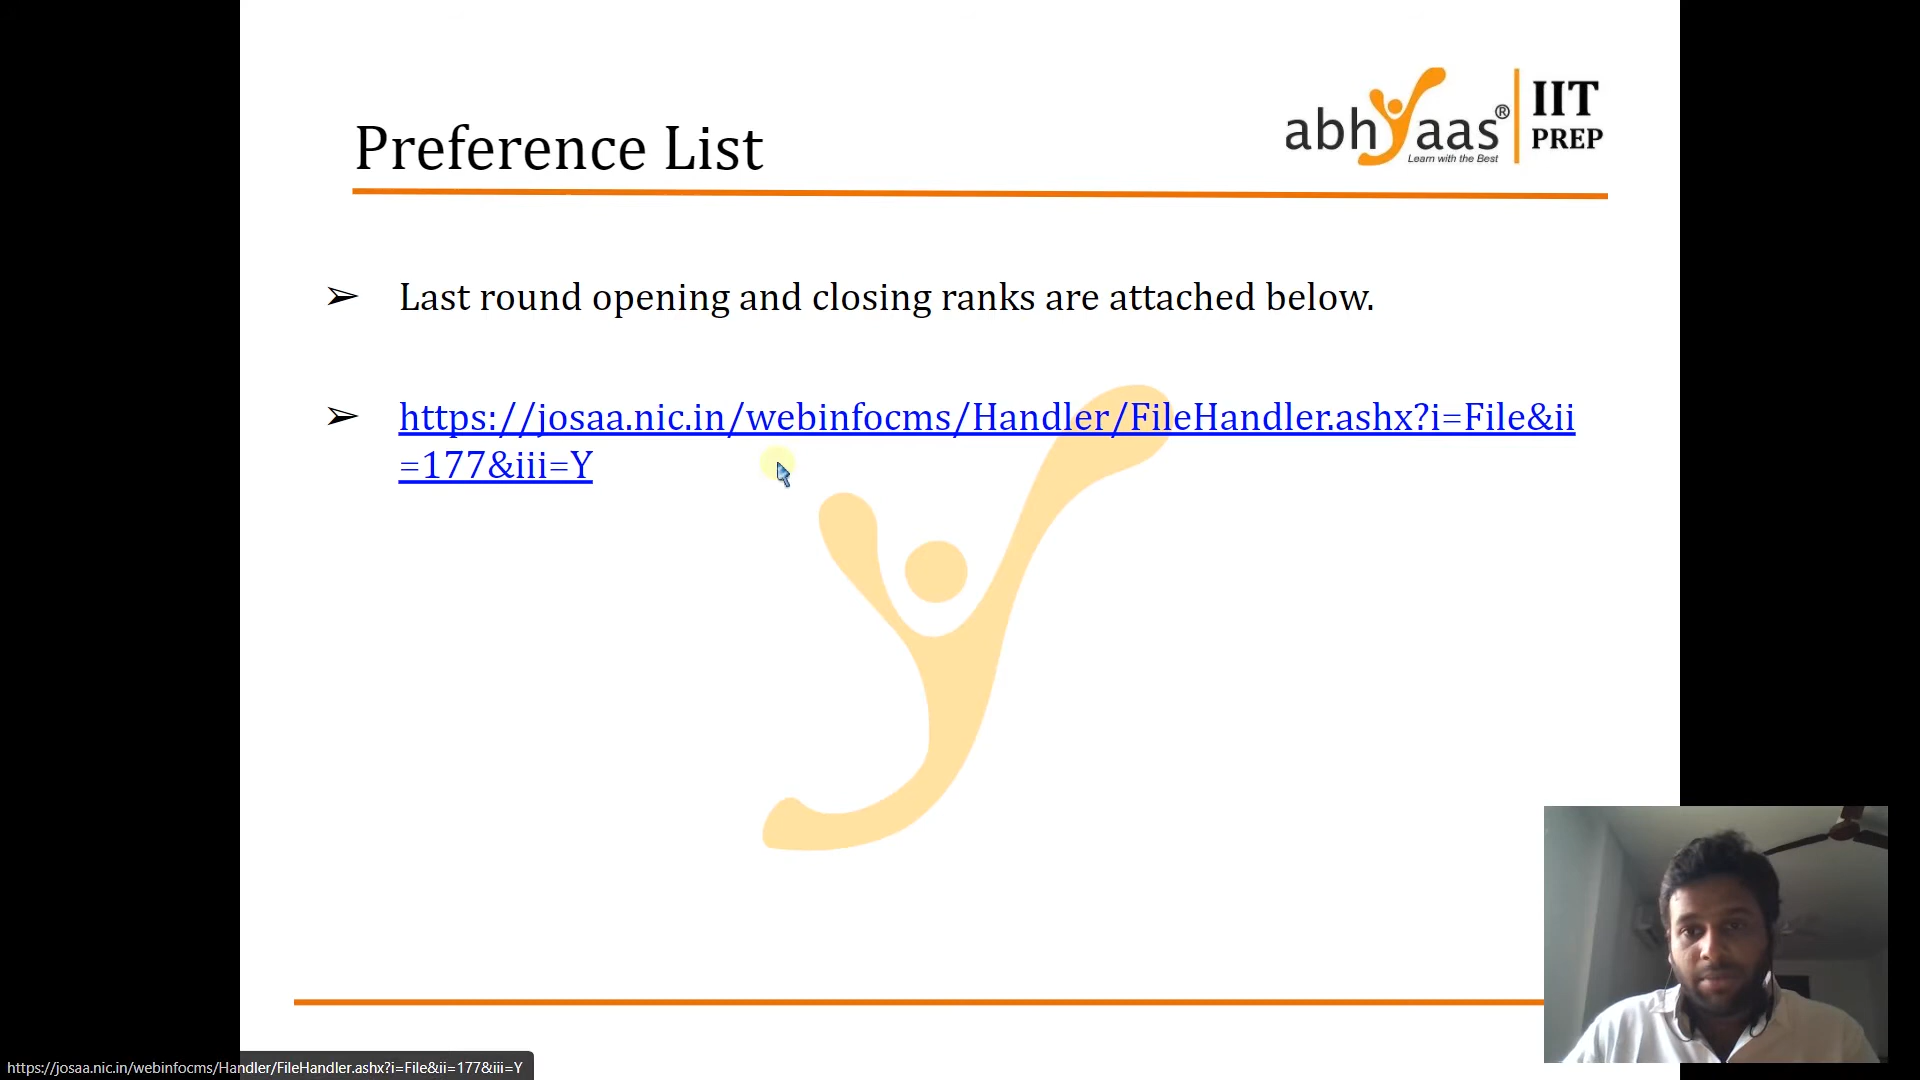 abhyaas® IIT
PREP
Learn with the Best
Preference List
➢ Last round opening and closing ranks are attached below.
➢ https://josaa.nic.in/webinfocms/Handler/FileHandler.ashx?i=File&ii
=177&iii=Y
https://josaa.nic.in/webinfocms/Handler/FileHandler.ashx?i=File&ii=177&iii=Y